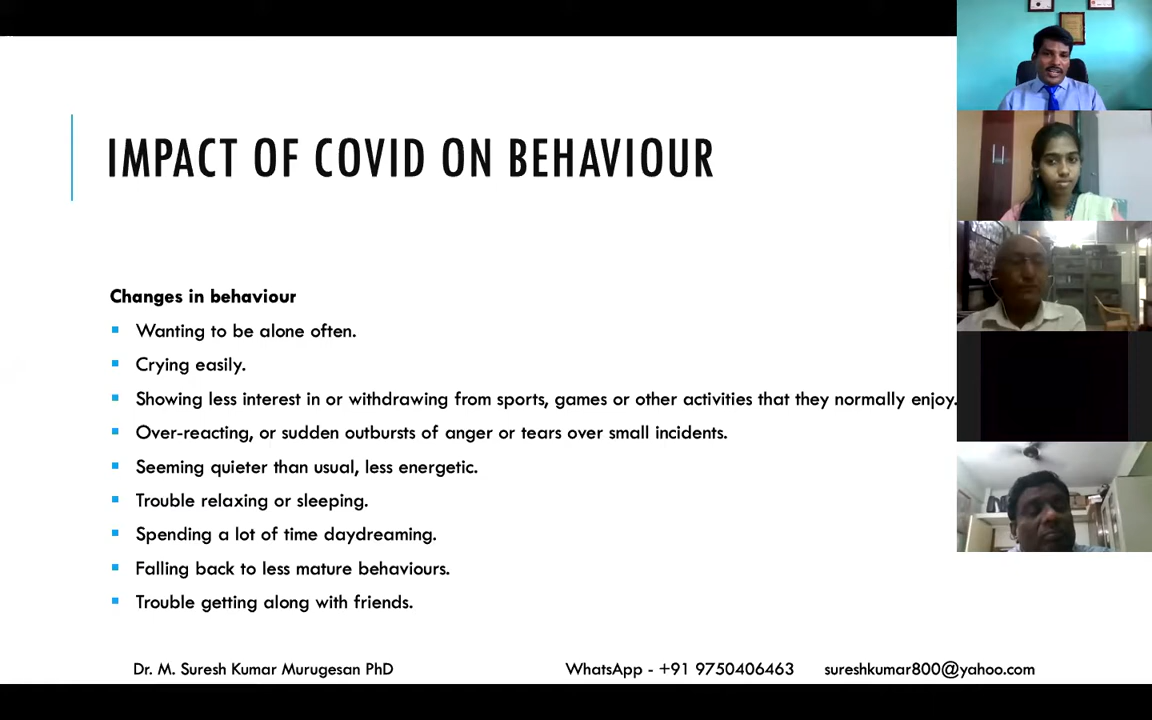 IMPACT OF COVID ON BEHAVIOUR
Changes in behaviour
Wanting to be alone often.
Crying easily.
Showing less interest in or withdrawing from sports, games or other activities that they normally enjoy.
Over-reacting, or sudden outbursts of anger or tears over small incidents.
Seeming quieter than usual, less energetic.
Trouble relaxing or sleeping.
Spending a lot of time daydreaming.
Falling back to less mature behaviours.
Trouble getting along with friends.
Dr. M. Suresh Kumar Murugesan PhD WhatsApp - +91 9750406463 sureshkumar800@yahoo.com